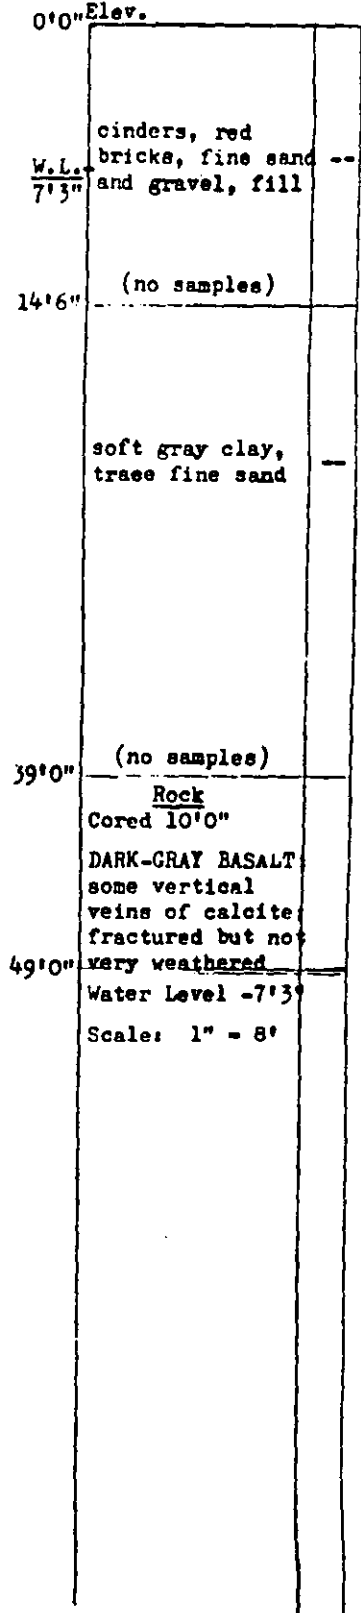 0'0" Elev.
cinders, red
bricks, fine sand --
W.L.
7'3" and gravel, fill
(no samples)
14'6"
soft gray clay, --
trace fine sand
(no samples)
39'0"
Rock
Cored 10'0"
DARK-GRAY BASALT
some vertical
veins of calcite
fractured but not
49'0" very weathered
Water Level -7'3"
Scale: 1" = 8'